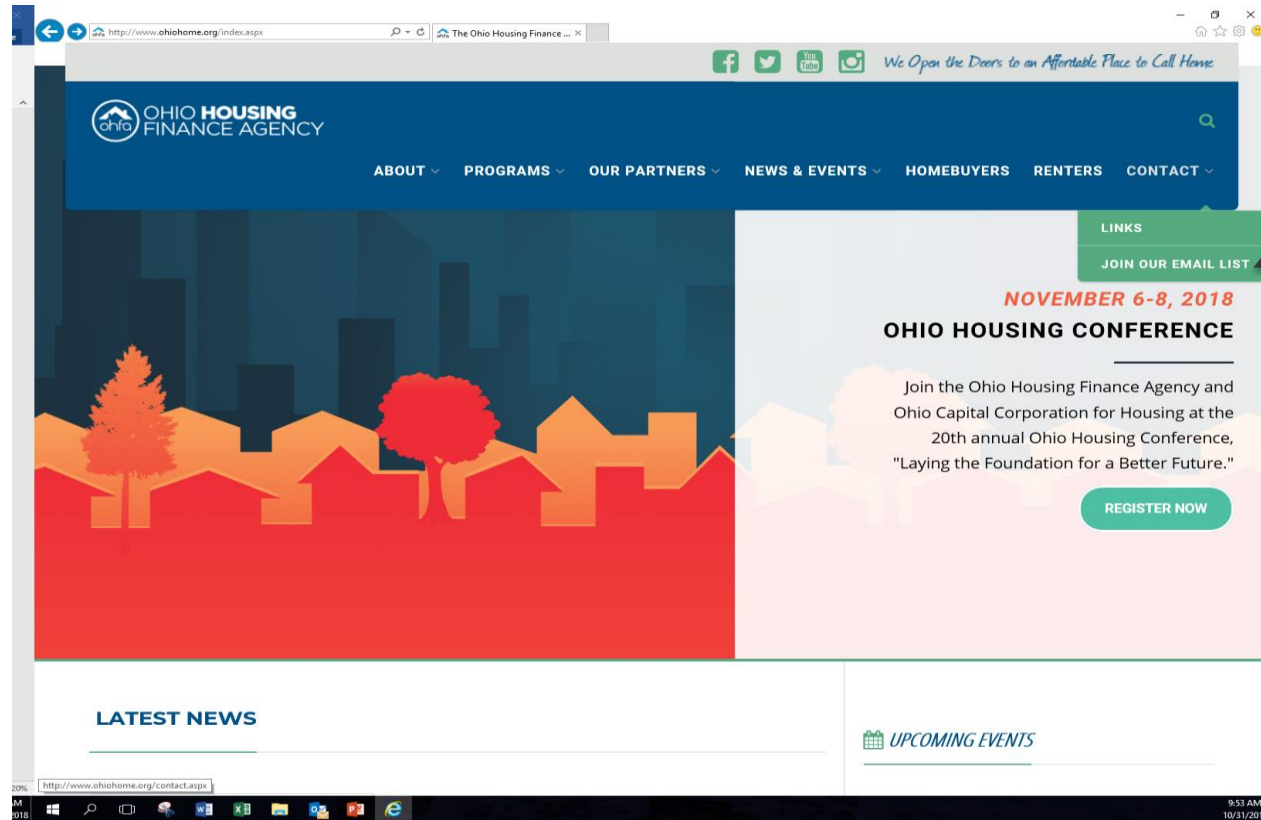 http://www.ohiohome.org/index.aspx
The Ohio Housing Finance ...
We Open the Doors to an Affordable Place to Call Home
ohfa
OHIO HOUSING
FINANCE AGENCY
ABOUT PROGRAMS OUR PARTNERS NEWS & EVENTS HOMEBUYERS RENTERS CONTACT
LINKS
JOIN OUR EMAIL LIST
NOVEMBER 6-8, 2018
OHIO HOUSING CONFERENCE
Join the Ohio Housing Finance Agency and
Ohio Capital Corporation for Housing at the
20th annual Ohio Housing Conference,
"Laying the Foundation for a Better Future."
REGISTER NOW
LATEST NEWS
UPCOMING EVENTS
http://www.ohiohome.org/contact.aspx
9:53 AM
10/31/201